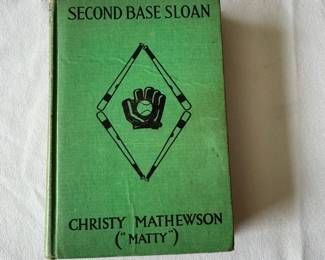 SECOND BASE SLOAN
CHRISTY MATHEWSON
("MATTY")